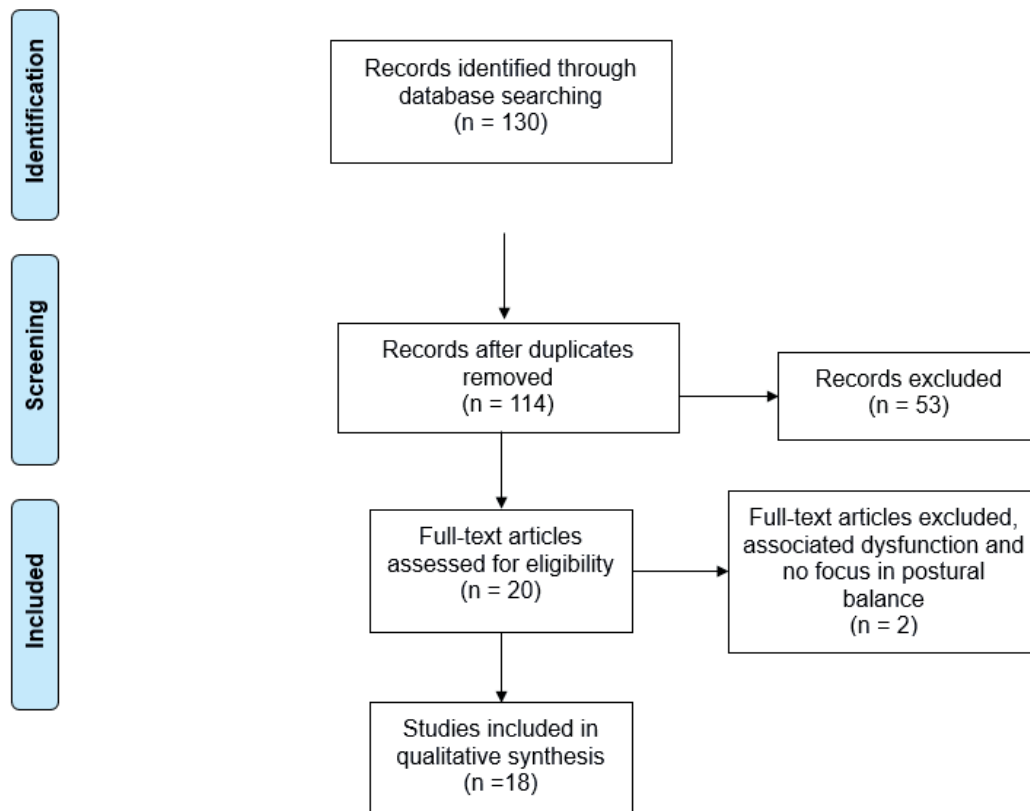 Identification
Records identified through
database searching
(n = 130)
Screening
Records after duplicates
removed
(n = 114)
Records excluded
(n = 53)
Included
Full-text articles
assessed for eligibility
(n = 20)
Full-text articles excluded,
associated dysfunction and
no focus in postural
balance
(n = 2)
Studies included in
qualitative synthesis
(n =18)